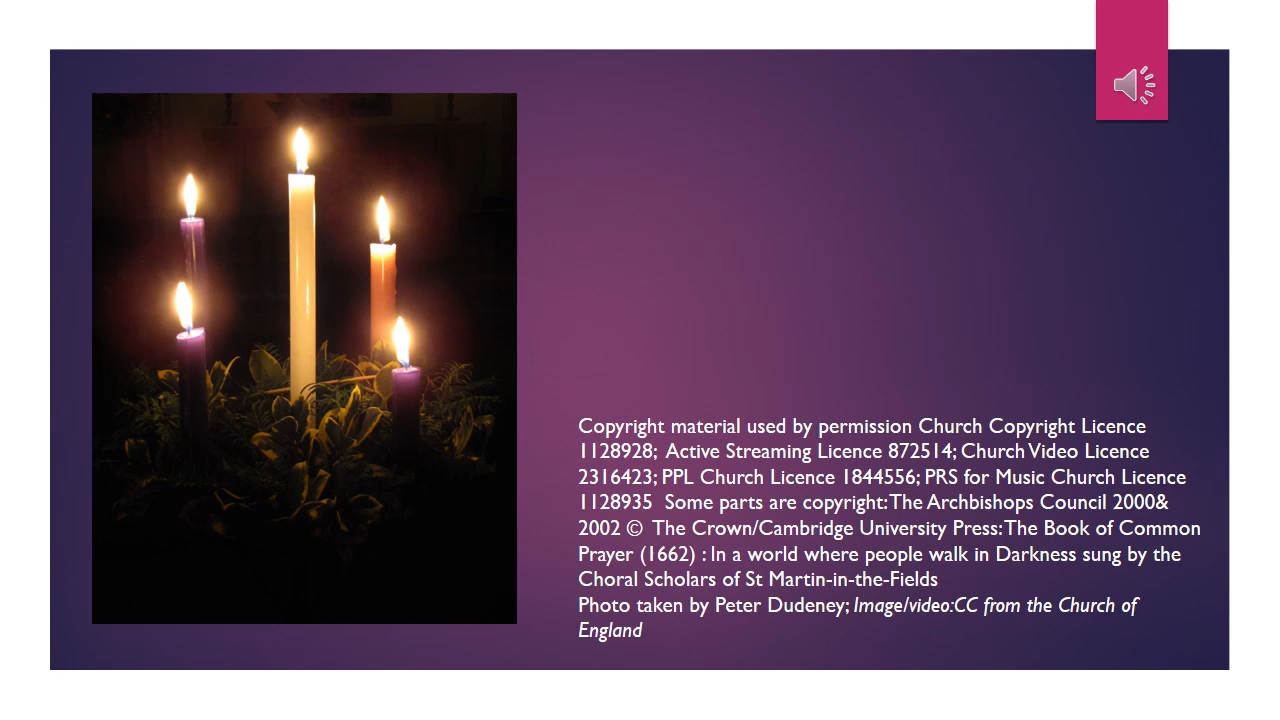 Copyright material used by permission Church Copyright Licence
1128928;  Active Streaming Licence 872514; Church Video Licence
2316423; PPL Church Licence 1844556; PRS for Music Church Licence
1128935  Some parts are copyright: The Archbishops Council 2000&
2002 ©  The Crown/Cambridge University Press: The Book of Common
Prayer (1662) : In a world where people walk in Darkness sung by the
Choral Scholars of St Martin-in-the-Fields
Photo taken by Peter Dudeney; Image/video:CC from the Church of
England